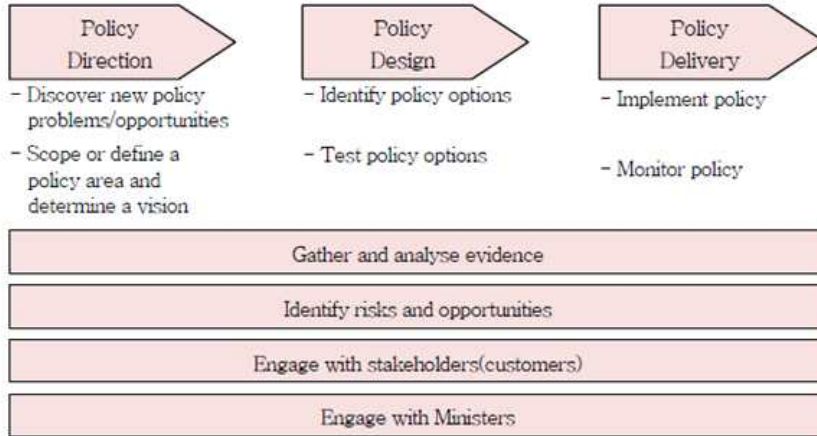 Policy
Direction
Policy
Design
Policy
Delivery
- Discover new policy
problems/opportunities
- Scope or define a
policy area and
determine a vision
- Identify policy options
- Test policy options
- Implement policy
- Monitor policy
Gather and analyse evidence
Identify risks and opportunities
Engage with stakeholders(customers)
Engage with Ministers